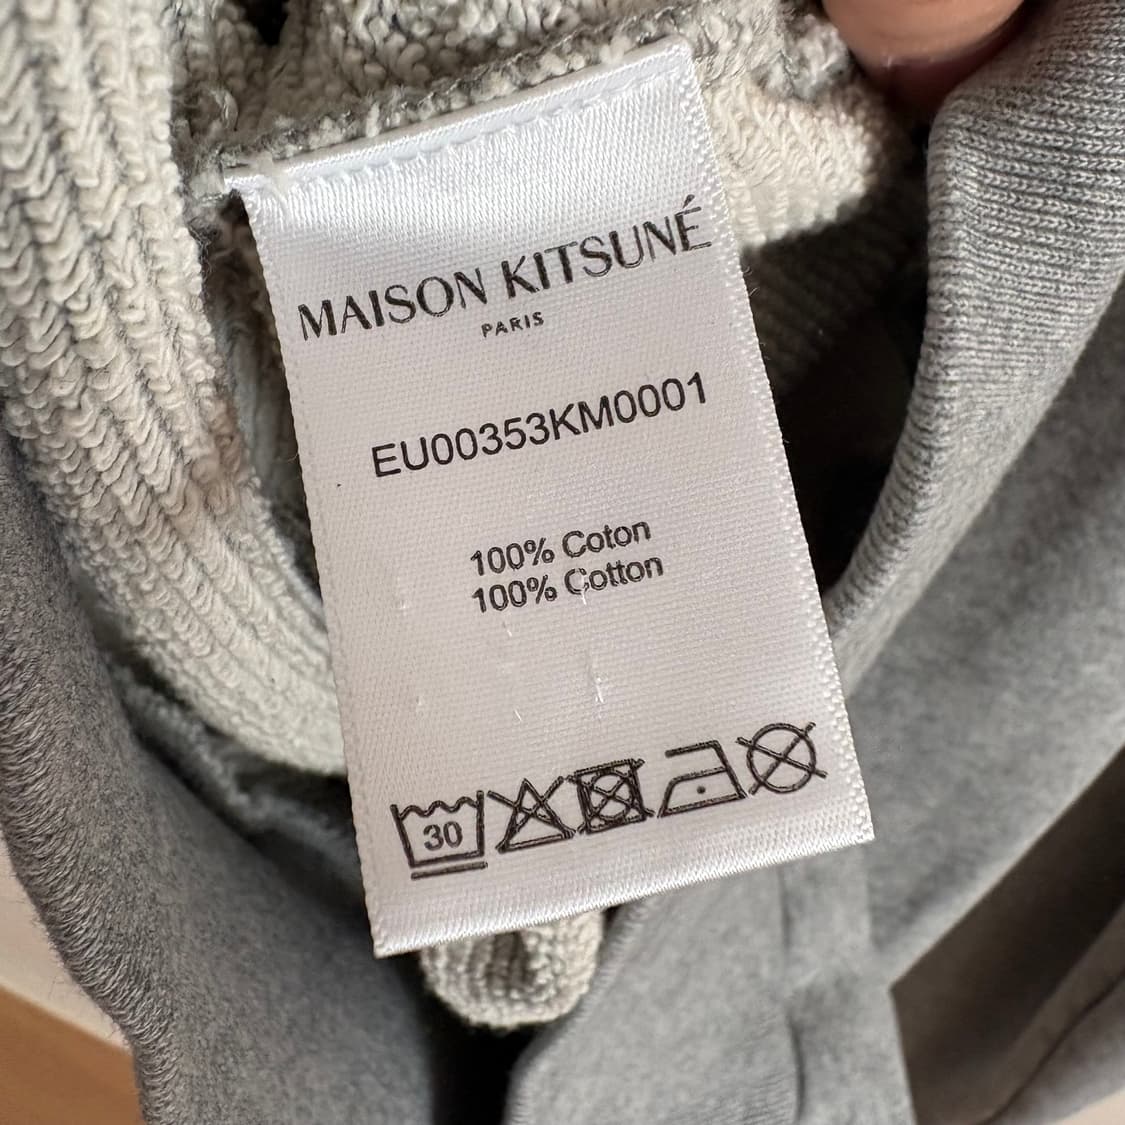 MAISON KITSUNÉ
PARIS
EU00353KM0001
100% Coton
100% Cotton
30